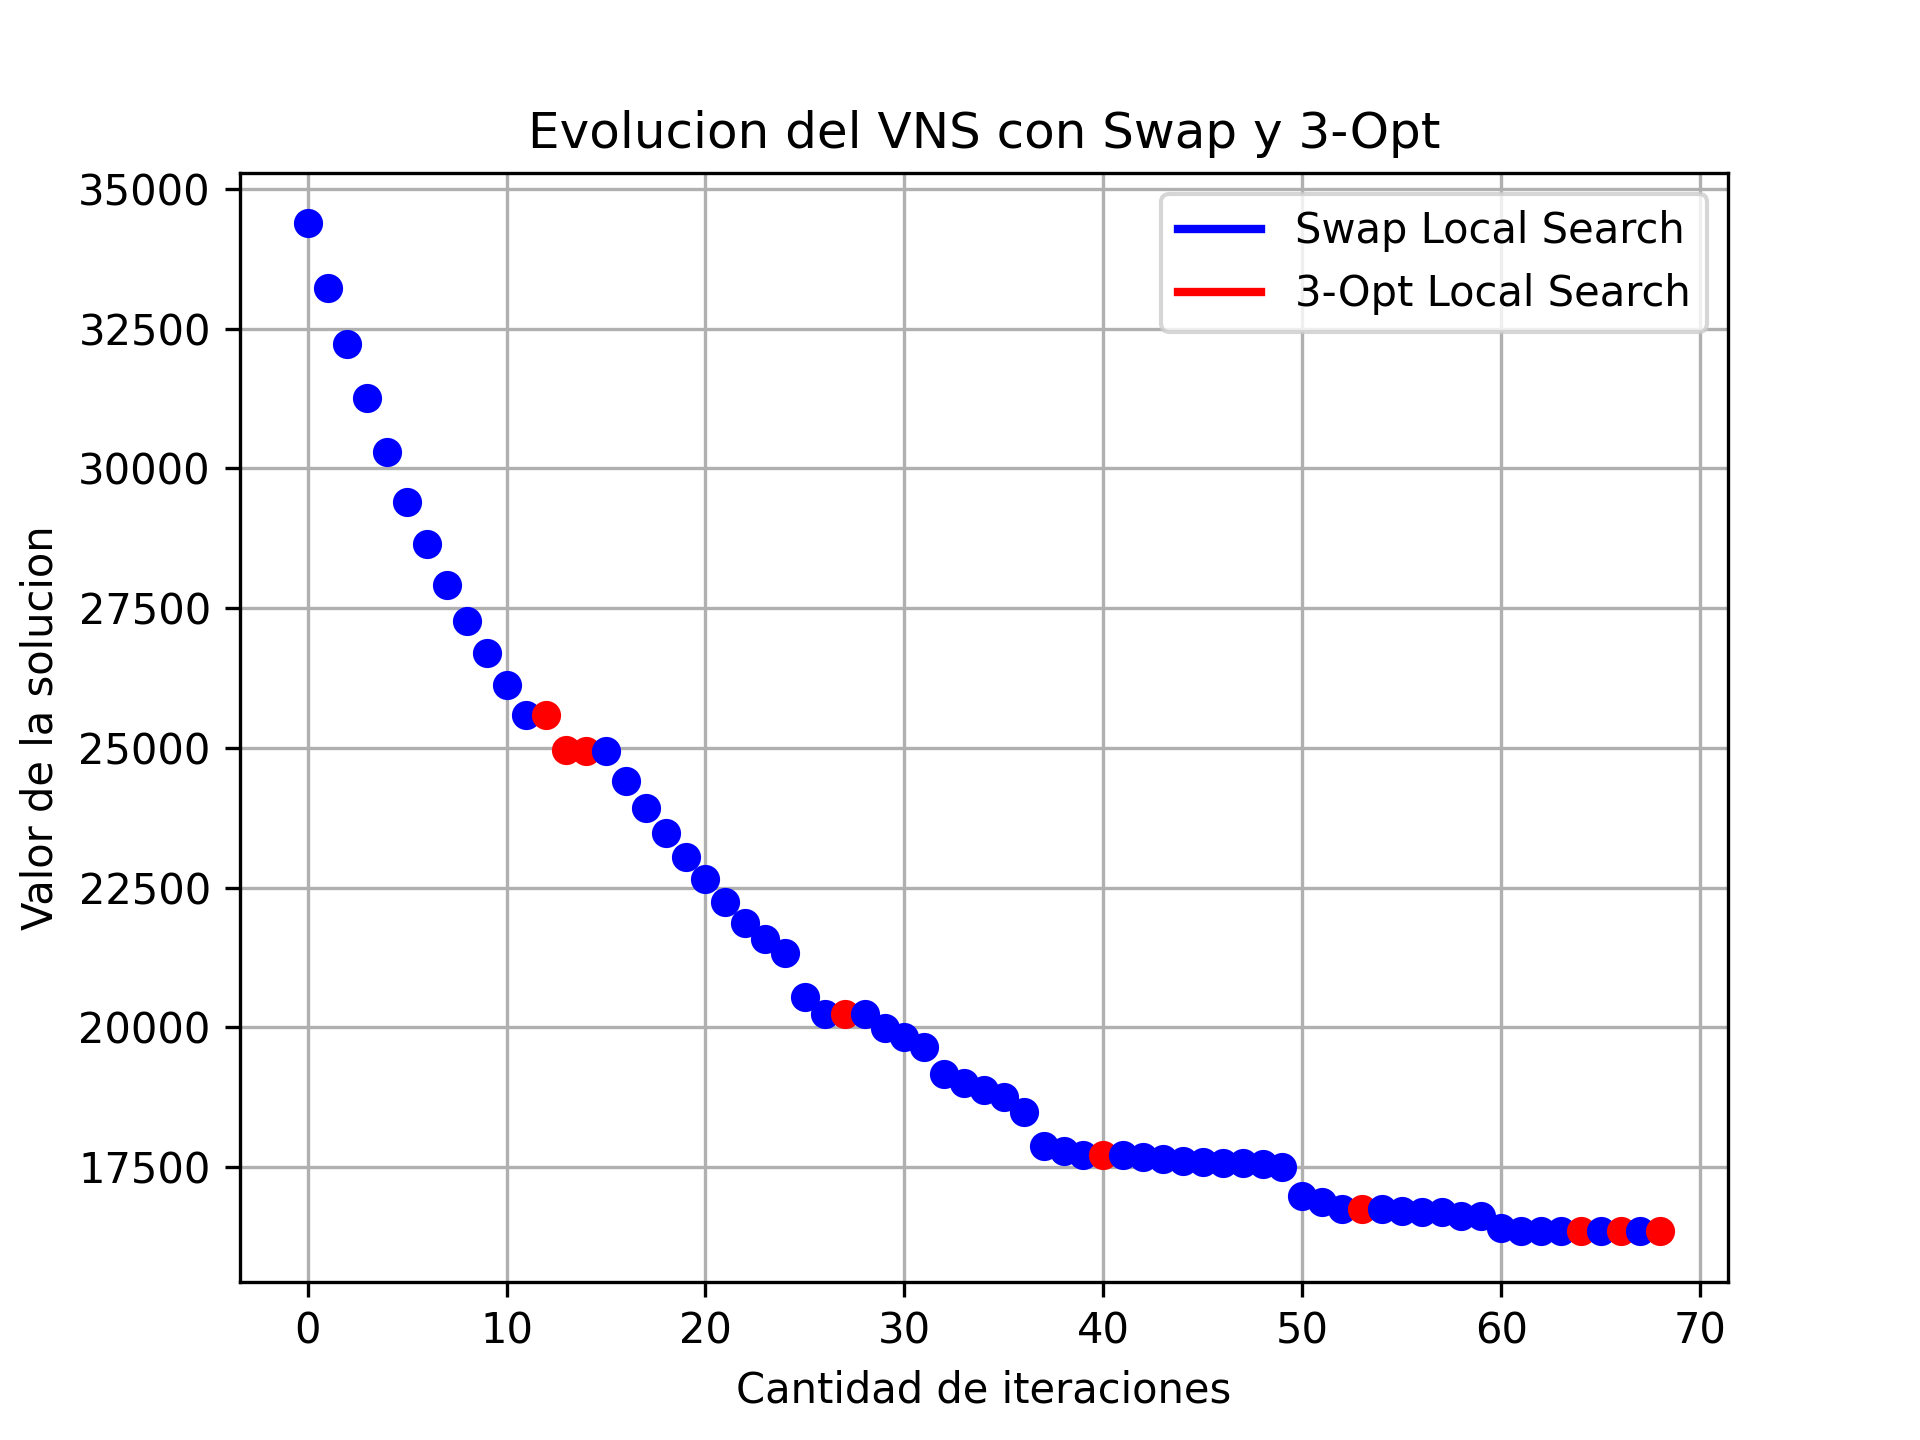 Evolucion del VNS con Swap y 3-Opt
Swap Local Search
3-Opt Local Search
Valor de la solucion
35000
32500
30000
27500
25000
22500
20000
17500
0 10 20 30 40 50 60 70
Cantidad de iteraciones